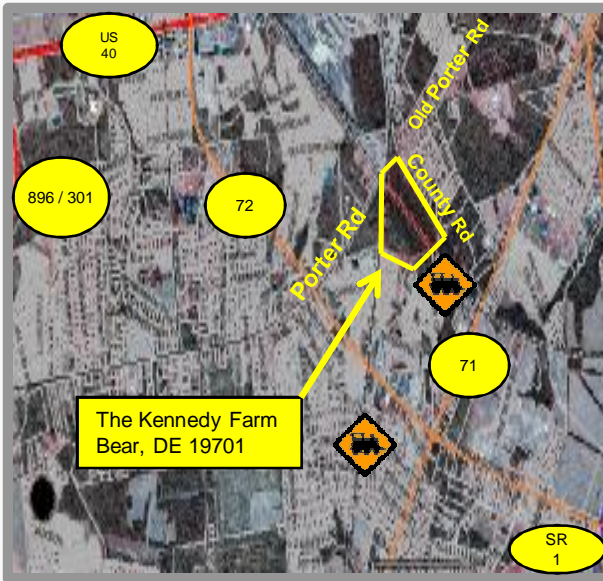 US
40
Old Porter Rd
County Rd
896 / 301
72
Porter Rd
71
The Kennedy Farm
Bear, DE 19701
SR
1